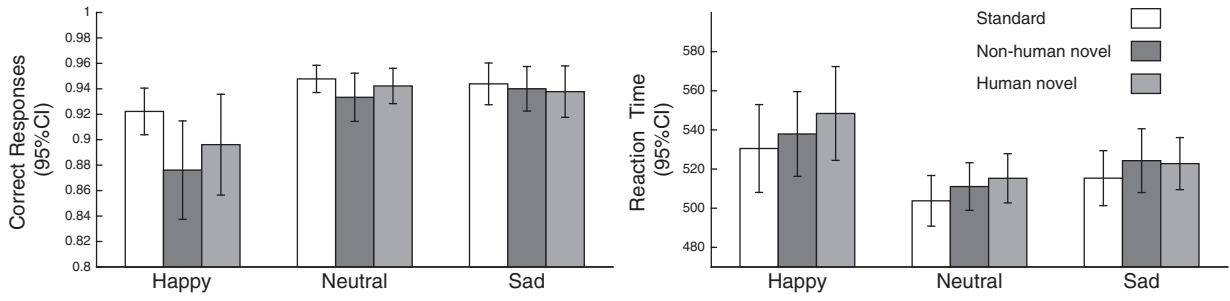 Correct Responses
(95%CI)
1
0.98
0.96
0.94
0.92
0.9
0.88
0.86
0.84
0.82
0.8
Happy
Neutral
Sad
Reaction Time
(95%CI)
580
560
540
520
500
480
Happy
Neutral
Sad
Standard
Non-human novel
Human novel